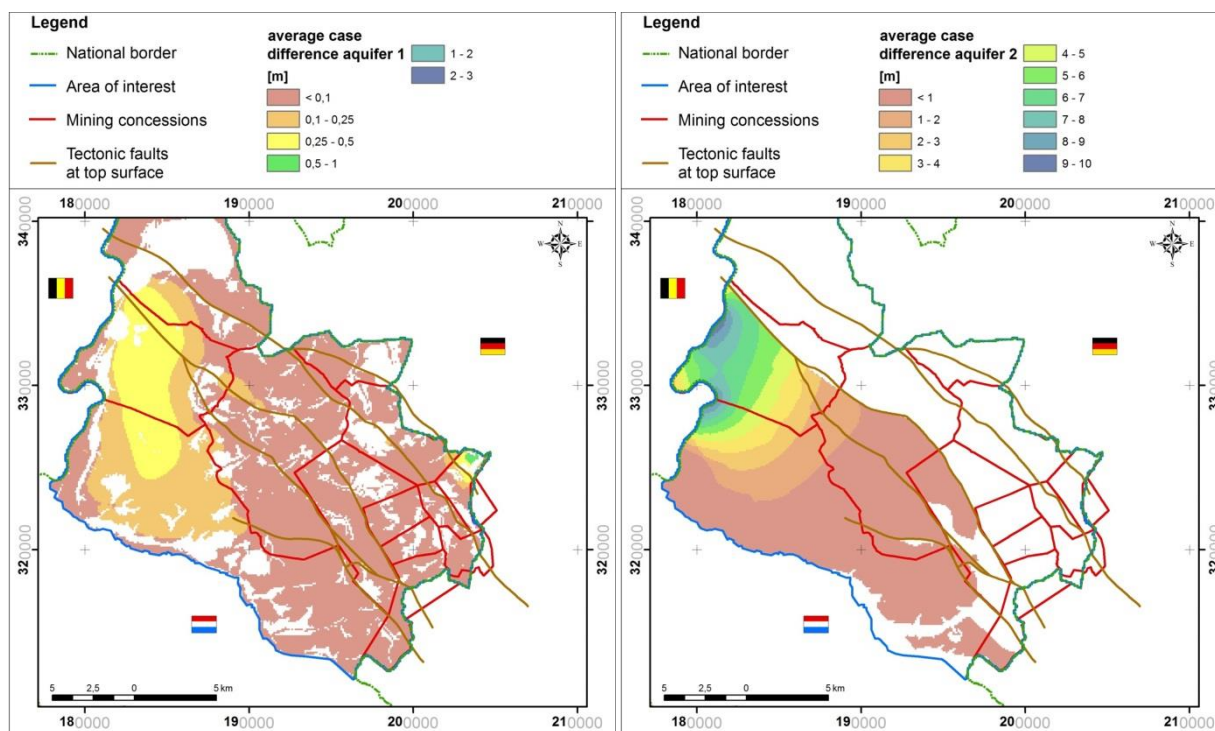 Legend
National border
Area of interest
Mining concessions
Tectonic faults
at top surface
average case
difference aquifer 1
[m]
< 0,1
0,1 - 0,25
0,25 - 0,5
0,5 - 1
1 - 2
2 - 3
180000 190000 200000 210000
340000
330000
320000
N
W E
S
340000
330000
320000
5 2,5 0 5 km
180000 190000 200000 210000
Legend
National border
Area of interest
Mining concessions
Tectonic faults
at top surface
average case
difference aquifer 2
[m]
< 1
1 - 2
2 - 3
3 - 4
4 - 5
5 - 6
6 - 7
7 - 8
8 - 9
9 - 10
180000 190000 200000 210000
340000
330000
320000
N
W E
S
340000
330000
320000
5 2,5 0 5 km
180000 190000 200000 210000